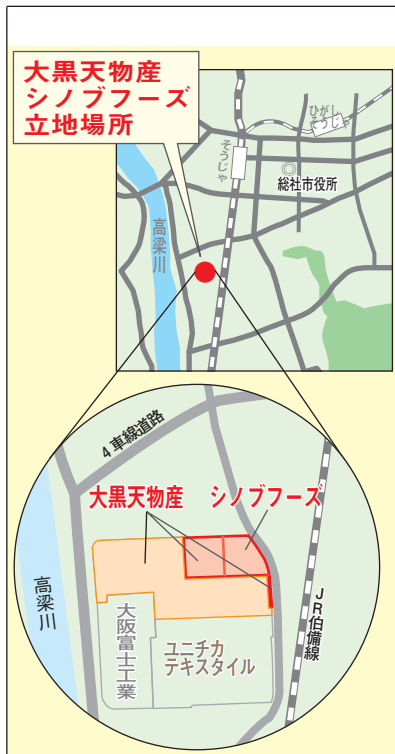 大黒天物産
シノブフーズ
立地場所
ひがし
そうじゃ
そうじゃ
総社市役所
高梁川
4車線道路
大黒天物産
シノブフーズ
高梁川
大阪富士工業
ユニチカ
テキスタイル
JR伯備線